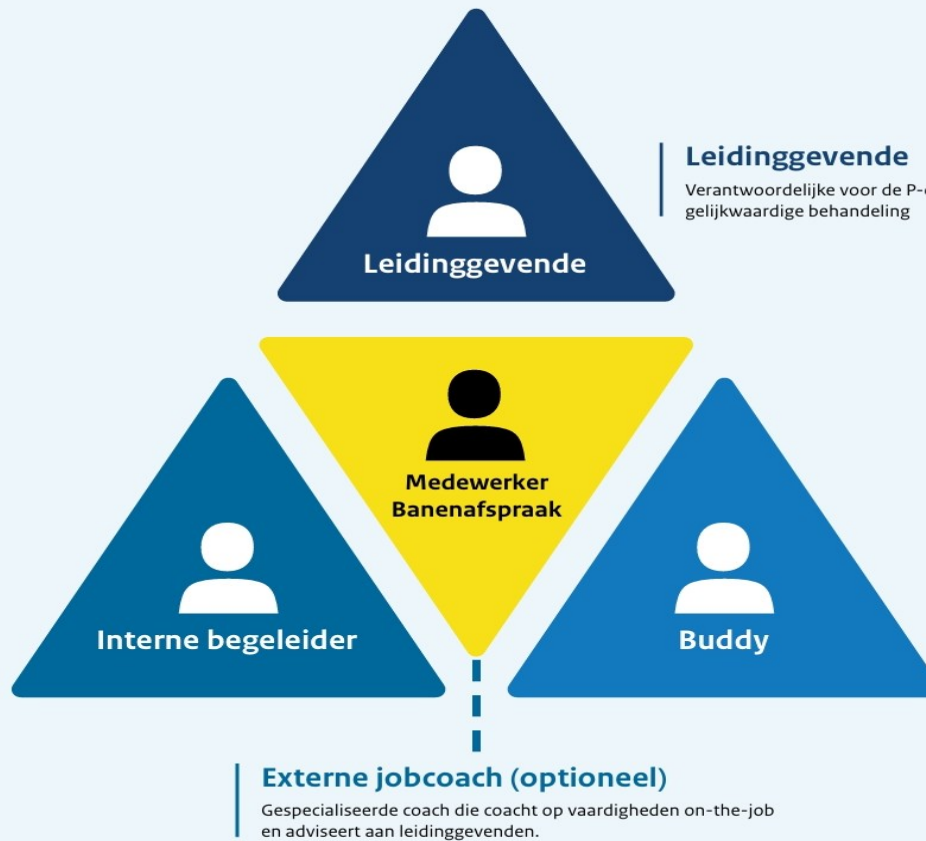 Leidinggevende
Verantwoordelijke voor de
gelijkwaardige behandeling
Leidinggevende
Medewerker
Banenafspraak
Interne begeleider
Buddy
Externe jobcoach (optioneel)
Gespecialiseerde coach die coacht op vaardigheden on-the-job
en adviseert aan leidinggevenden.